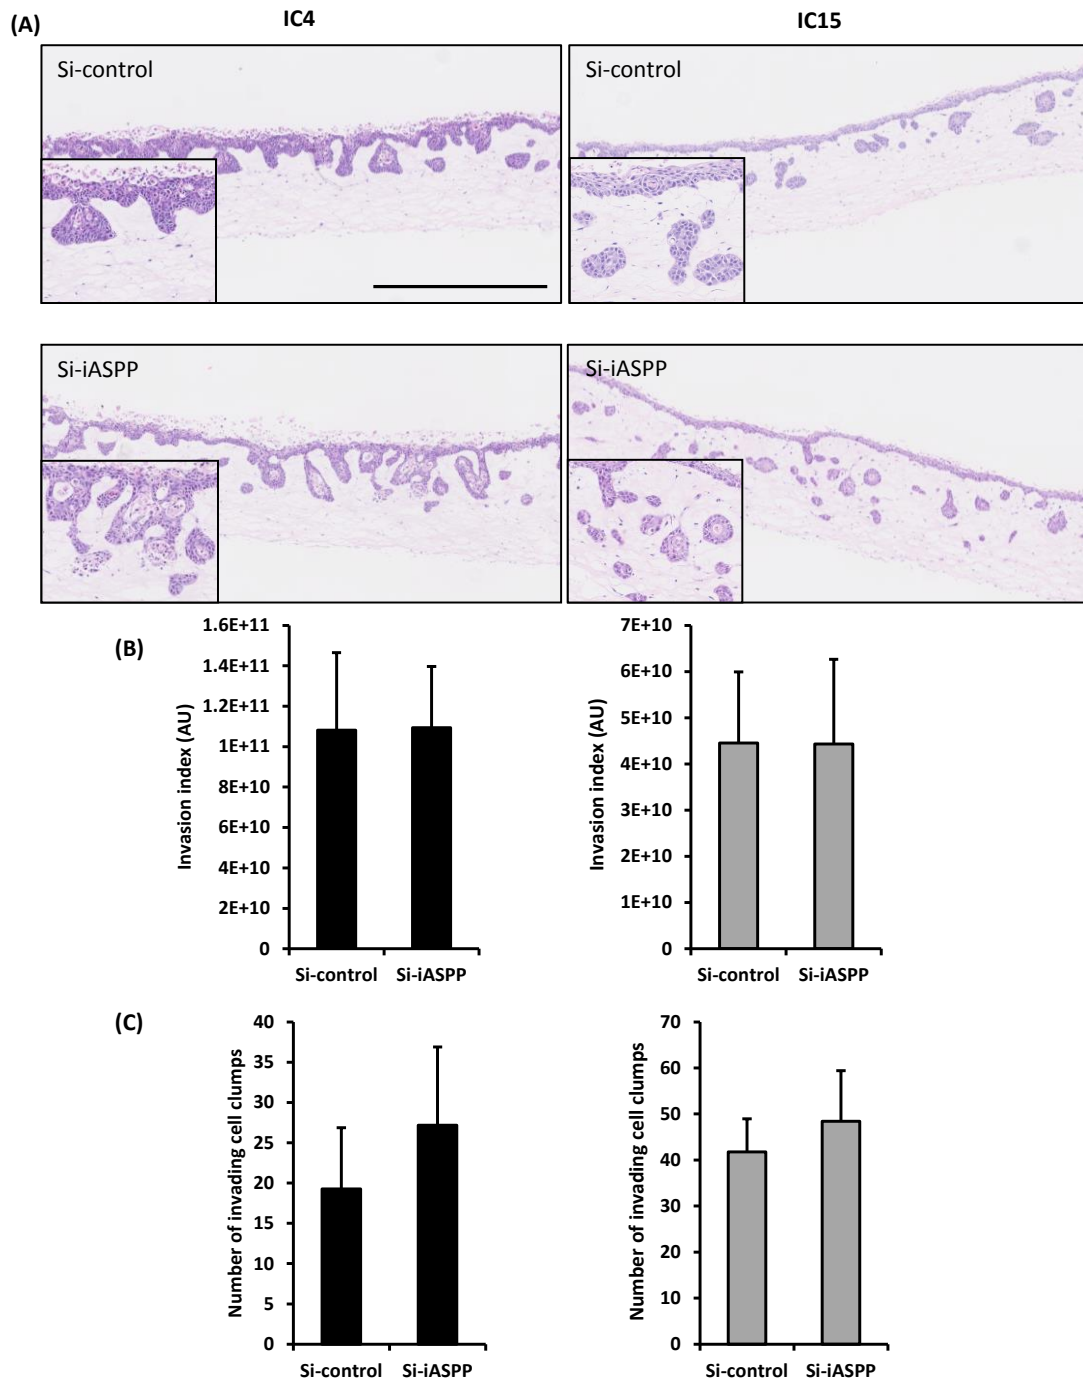 (A)
IC4
IC15
Si-control
Si-control
Si-iASPP
Si-iASPP
(B)
Invasion index (AU)
1.6E+11
1.4E+11
1.2E+11
1E+11
8E+10
6E+10
4E+10
2E+10
0
Si-control
Si-iASPP
Invasion index (AU)
7E+10
6E+10
5E+10
4E+10
3E+10
2E+10
1E+10
0
Si-control
Si-iASPP
(C)
Number of invading cell clumps
40
35
30
25
20
15
10
5
0
Si-control
Si-iASPP
Number of invading cell clumps
70
60
50
40
30
20
10
0
Si-control
Si-iASPP